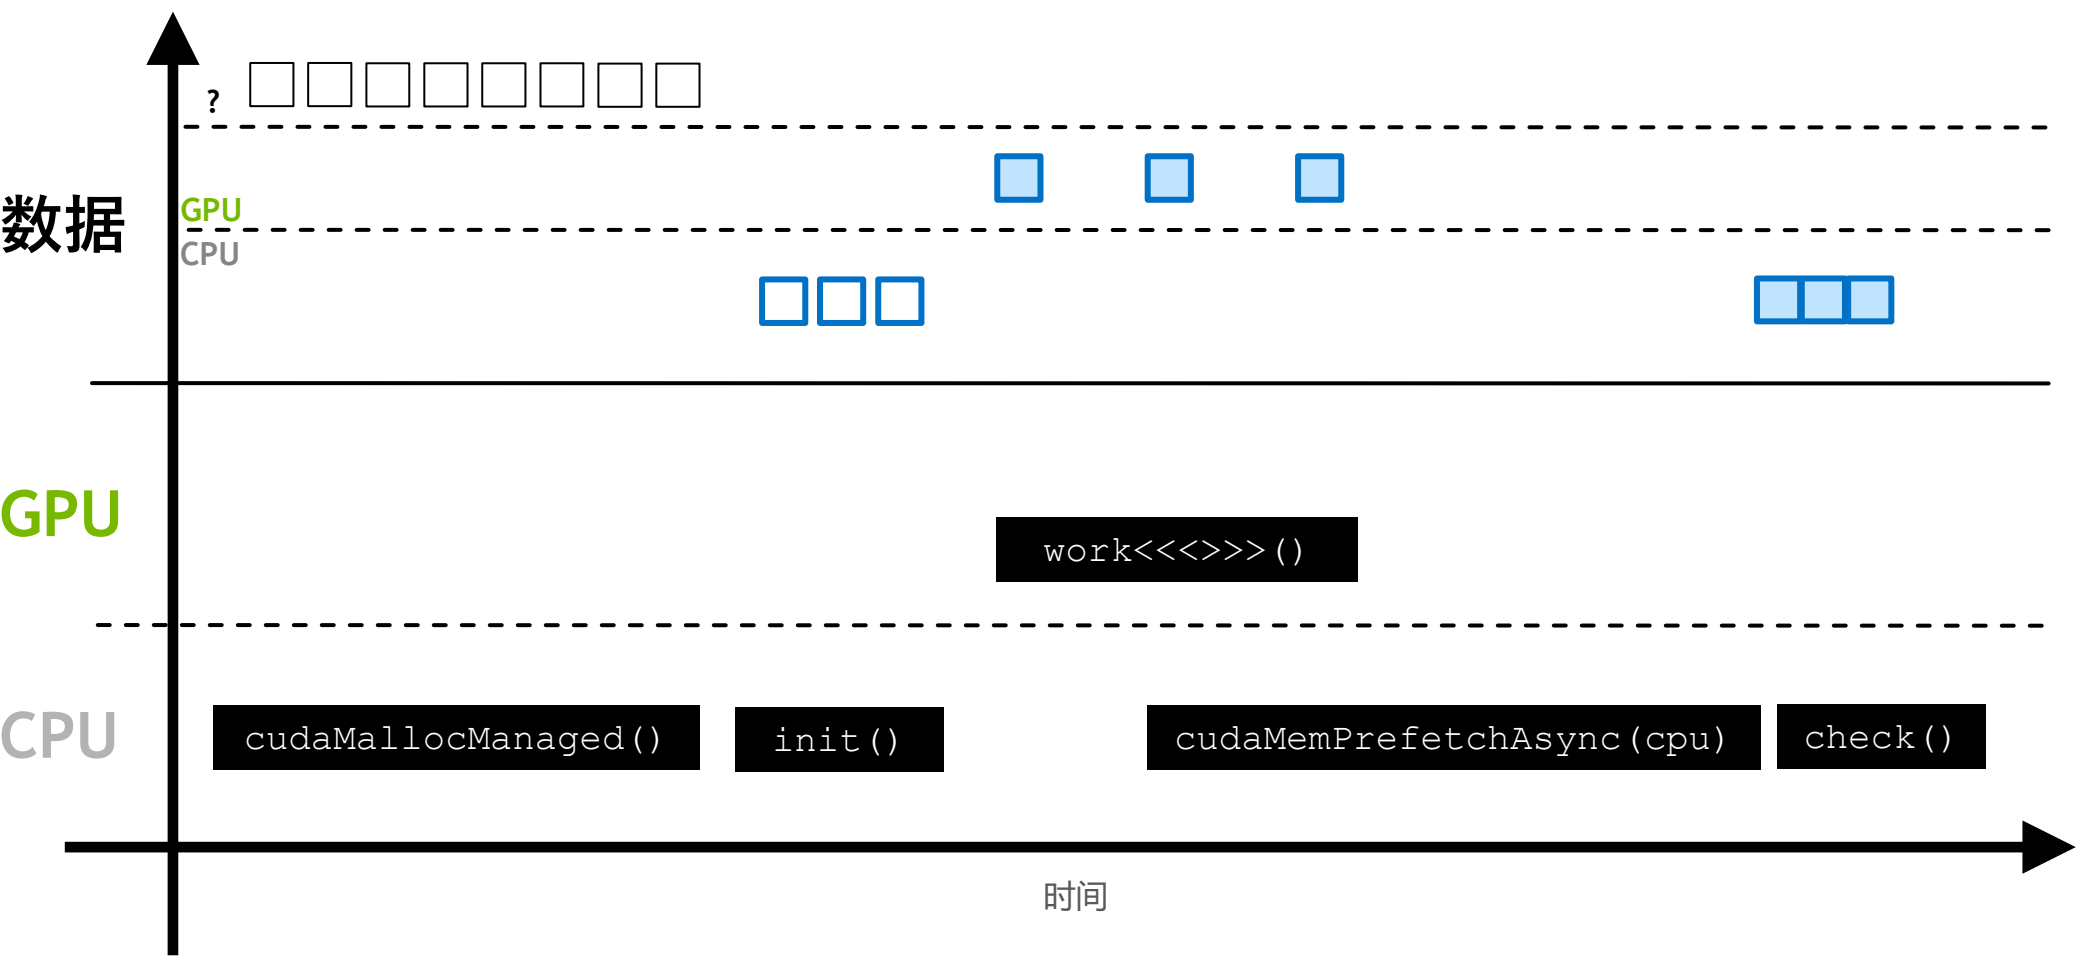 ?
数据
GPU
CPU
GPU
work<<<>>>()
CPU
cudaMallocManaged()
init()
cudaMemPrefetchAsync(cpu)
check()
时间